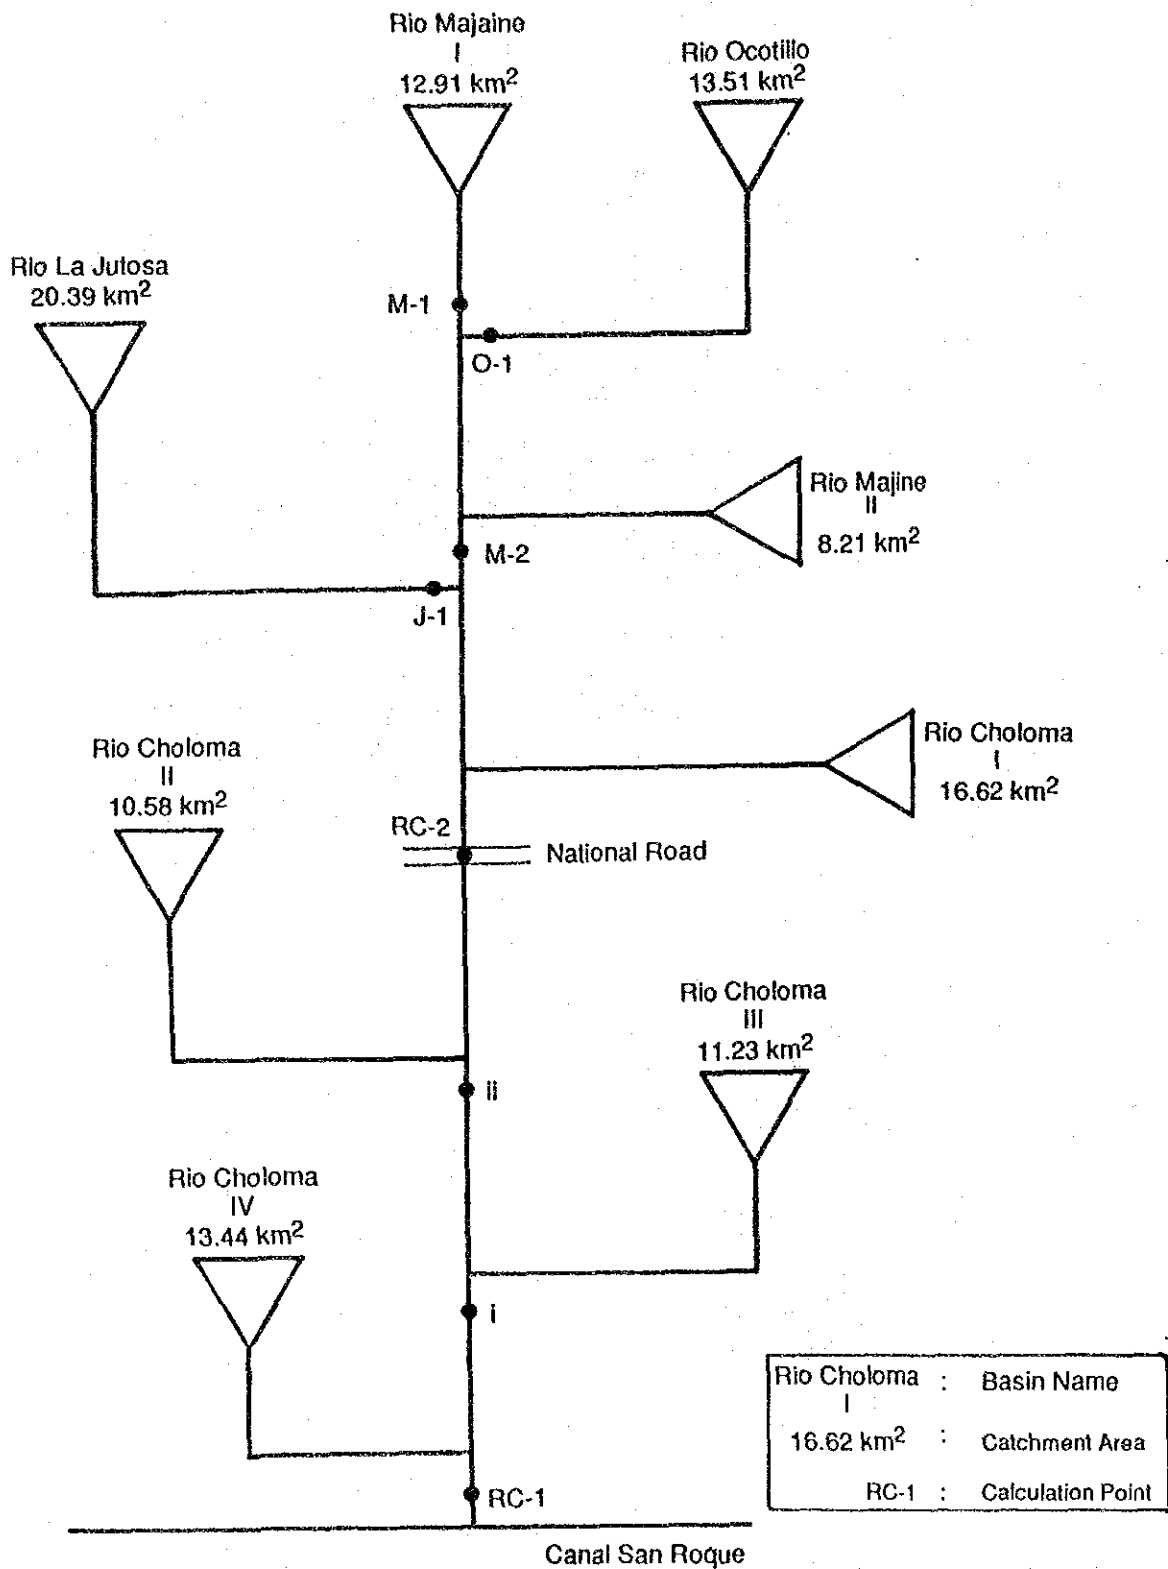 Rio Majaine
I
12.91 km²
Rio Ocotillo
13.51 km²
Rio La Jutosa
20.39 km²
M-1
O-1
Rio Majine
II
8.21 km²
M-2
J-1
Rio Choloma
I
16.62 km²
Rio Choloma
II
10.58 km²
RC-2
National Road
Rio Choloma
III
11.23 km²
ii
Rio Choloma
IV
13.44 km²
i
Rio Choloma : Basin Name
I
16.62 km² : Catchment Area
RC-1 : Calculation Point
RC-1
Canal San Roque